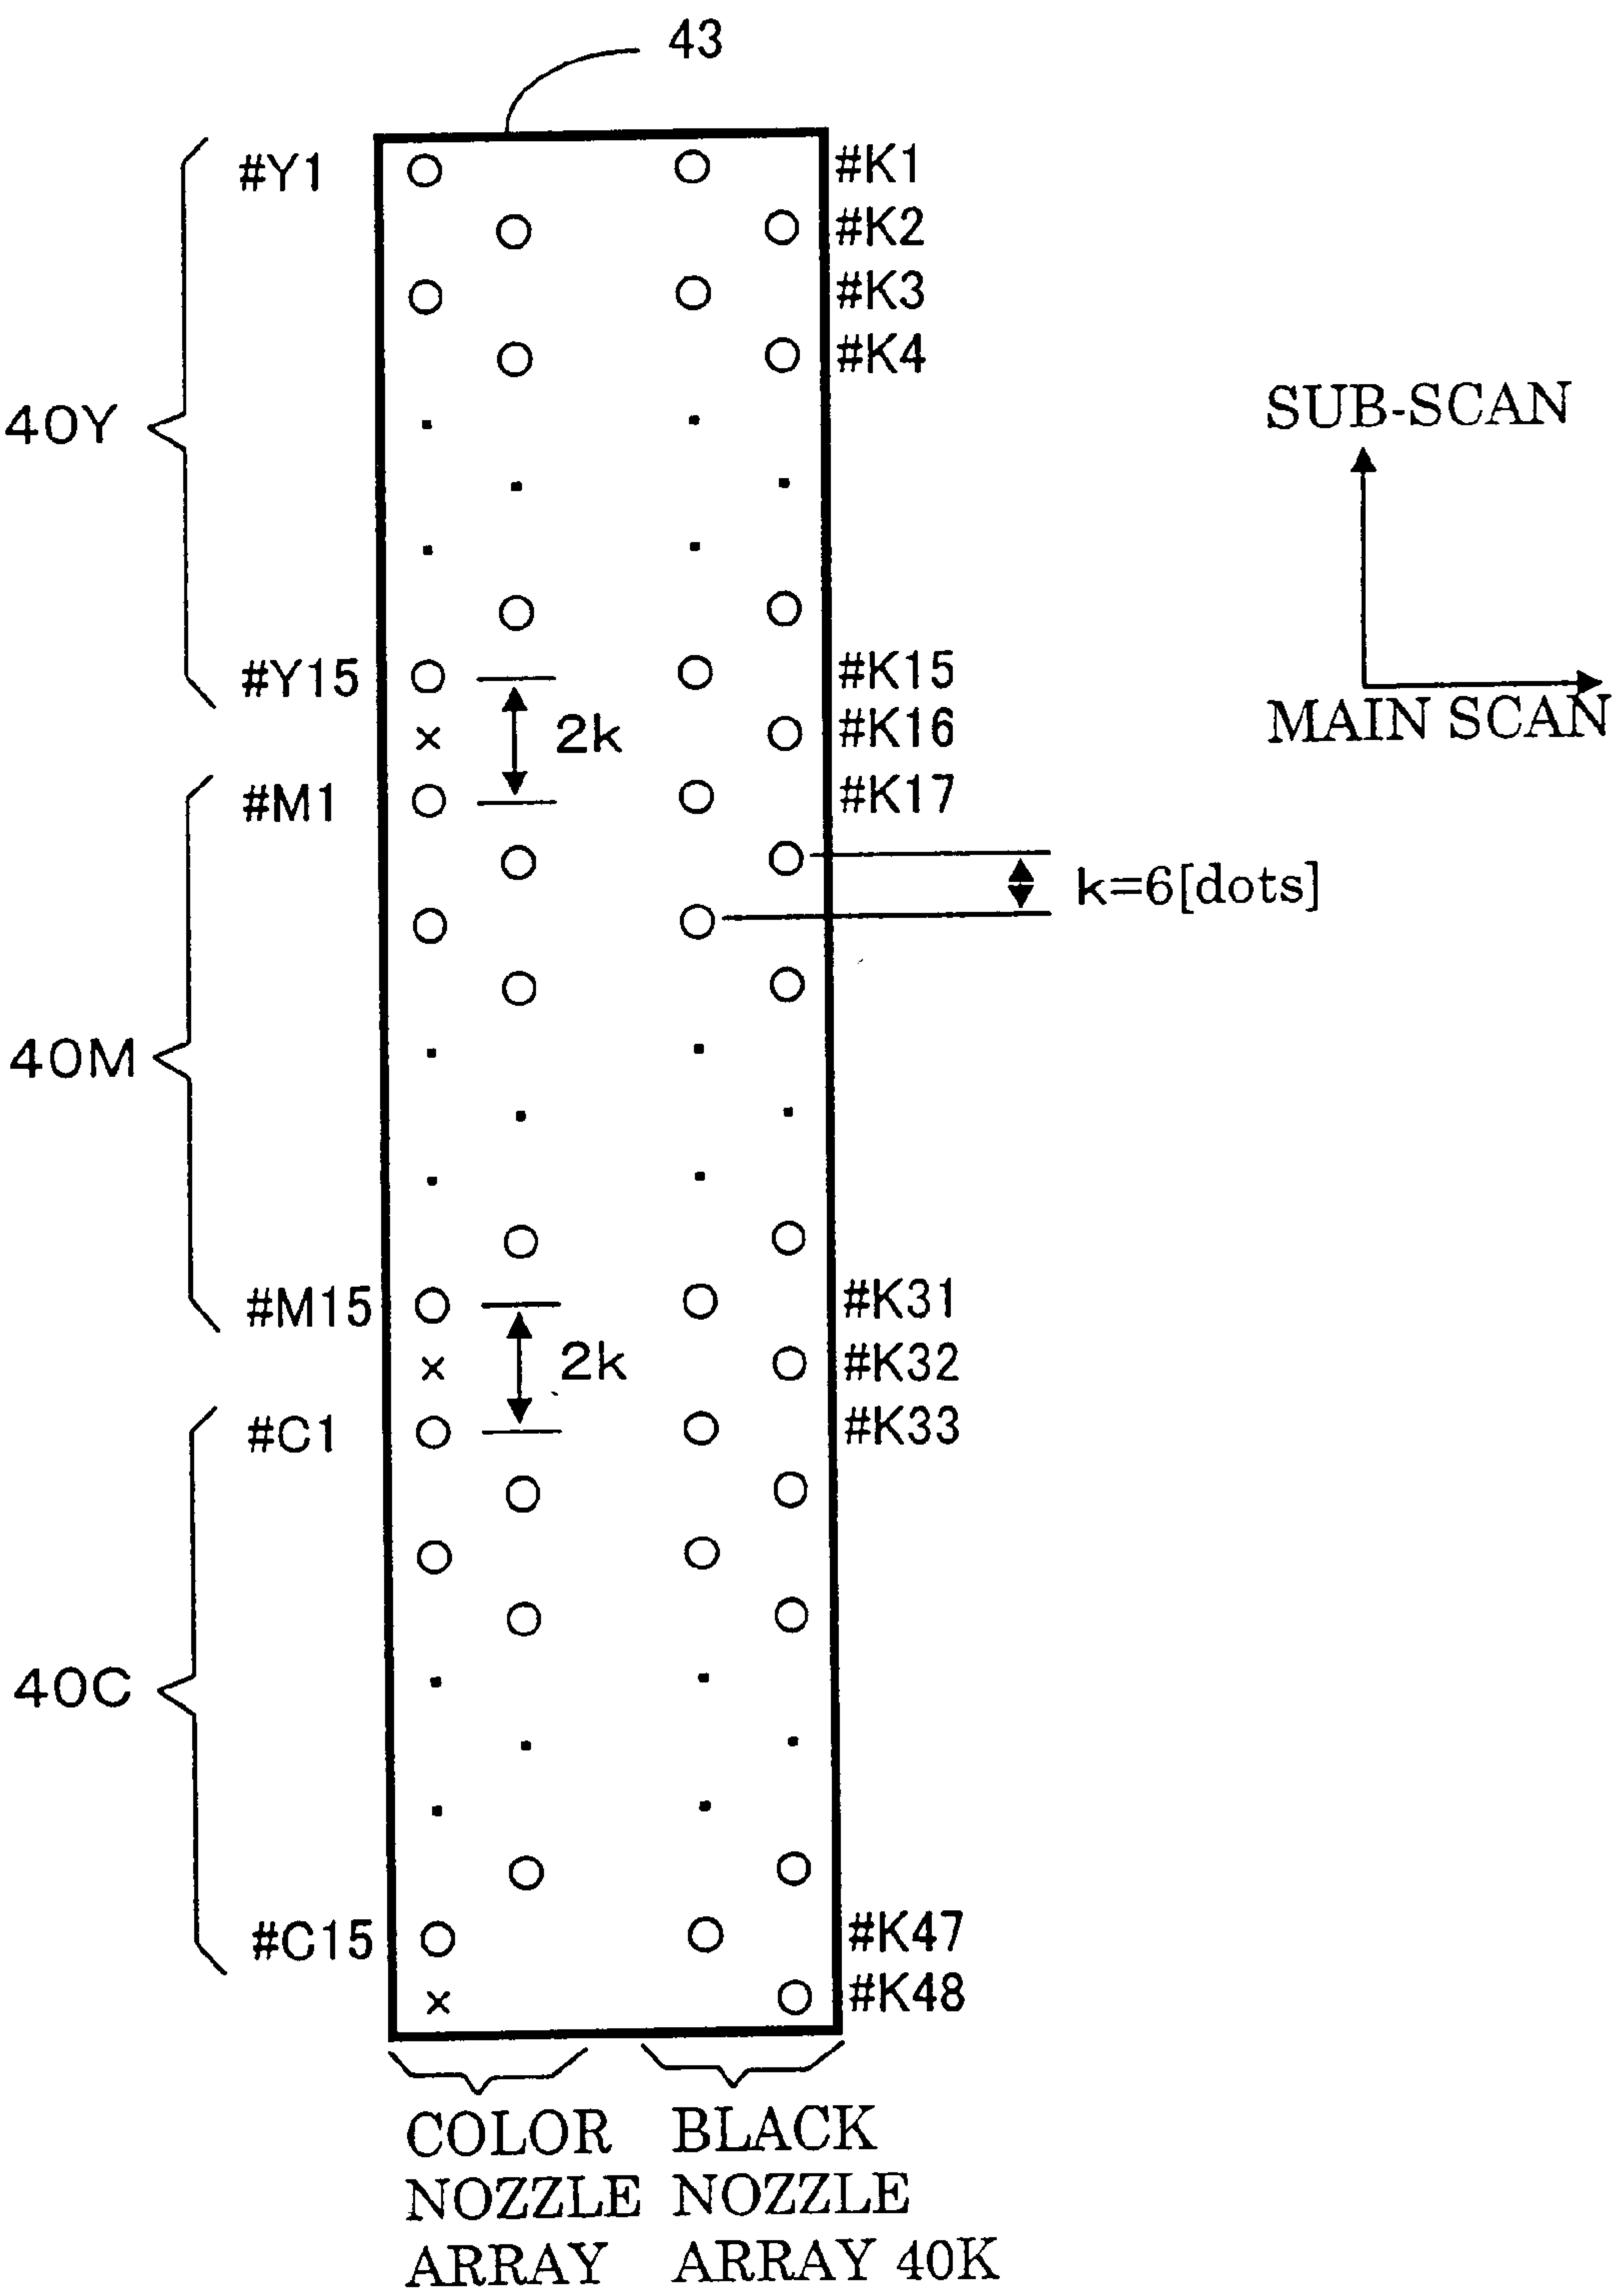 43
#Y1 #K1
#K2
#K3
#K4
40Y
SUB-SCAN
#Y15 #K15
× 2k #K16
MAIN SCAN
#M1 #K17
k=6[dots]
40M
#M15 #K31
× 2k #K32
#C1 #K33
40C
#C15 #K47
× #K48
COLOR
NOZZLE
ARRAY
BLACK
NOZZLE
ARRAY 40K